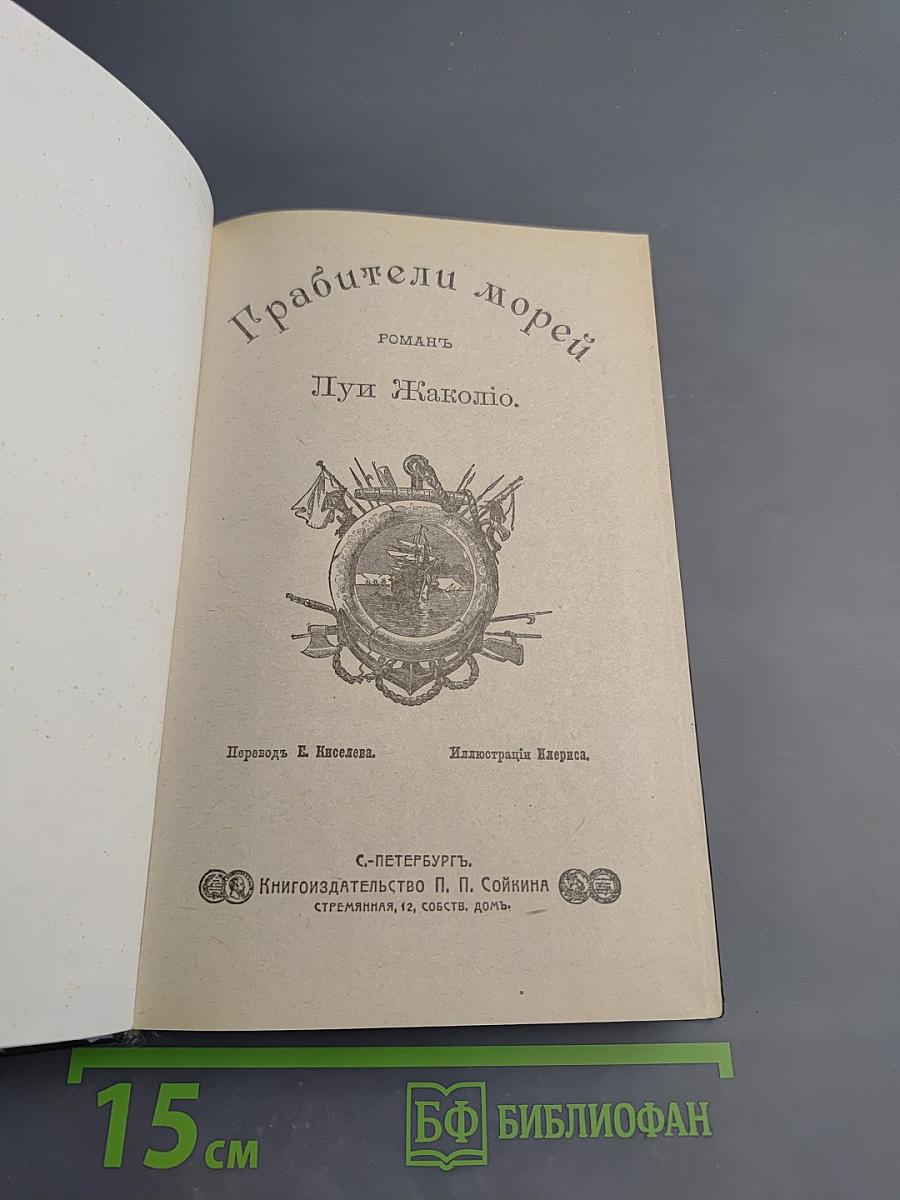 Грабители морей
РОМАНЪ
Луи Жаколіо.
Переводъ Е. Киселева. Иллюстраціи Клериса.
С.-ПЕТЕРБУРГЪ.
КНИГОИЗДАТЕЛЬСТВО П. П. СОЙКИНА
СТРЕМЯННАЯ, 12, СОБСТВ. ДОМЪ.
15 см
БФ БИБЛИОФАН